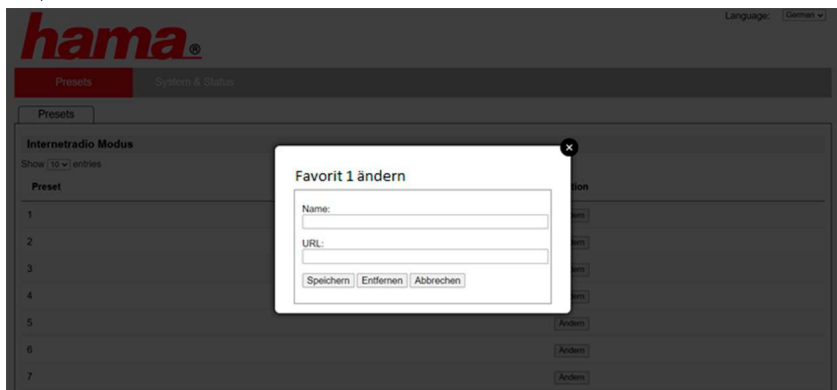 Language: German
hama®
Presets System & Status
Presets
Internetradio Modus
Show 10 entries
Preset
1
2
3
4
5 Ändern
6 Ändern
7 Ändern
Favorit 1 ändern
Name:
URL:
Speichern Entfernen Abbrechen